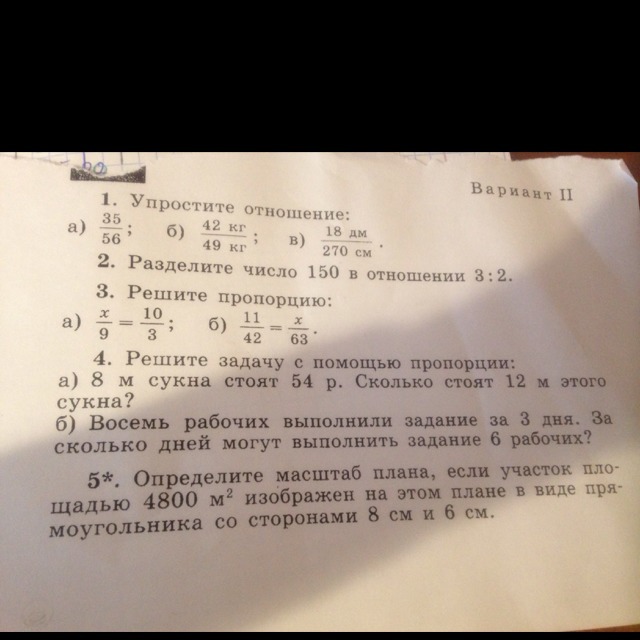 Вариант II
1. Упростите отношение:
а) 35/56; б) 42 кг/49 кг; в) 18 дм/270 см.
2. Разделите число 150 в отношении 3:2.
3. Решите пропорцию:
а) x/9 = 10/3; б) 11/42 = x/63.
4. Решите задачу с помощью пропорции:
а) 8 м сукна стоят 54 р. Сколько стоят 12 м этого
сукна?
б) Восемь рабочих выполнили задание за 3 дня. За
сколько дней могут выполнить задание 6 рабочих?
5*. Определите масштаб плана, если участок пло-
щадью 4800 м² изображен на этом плане в виде пря-
моугольника со сторонами 8 см и 6 см.